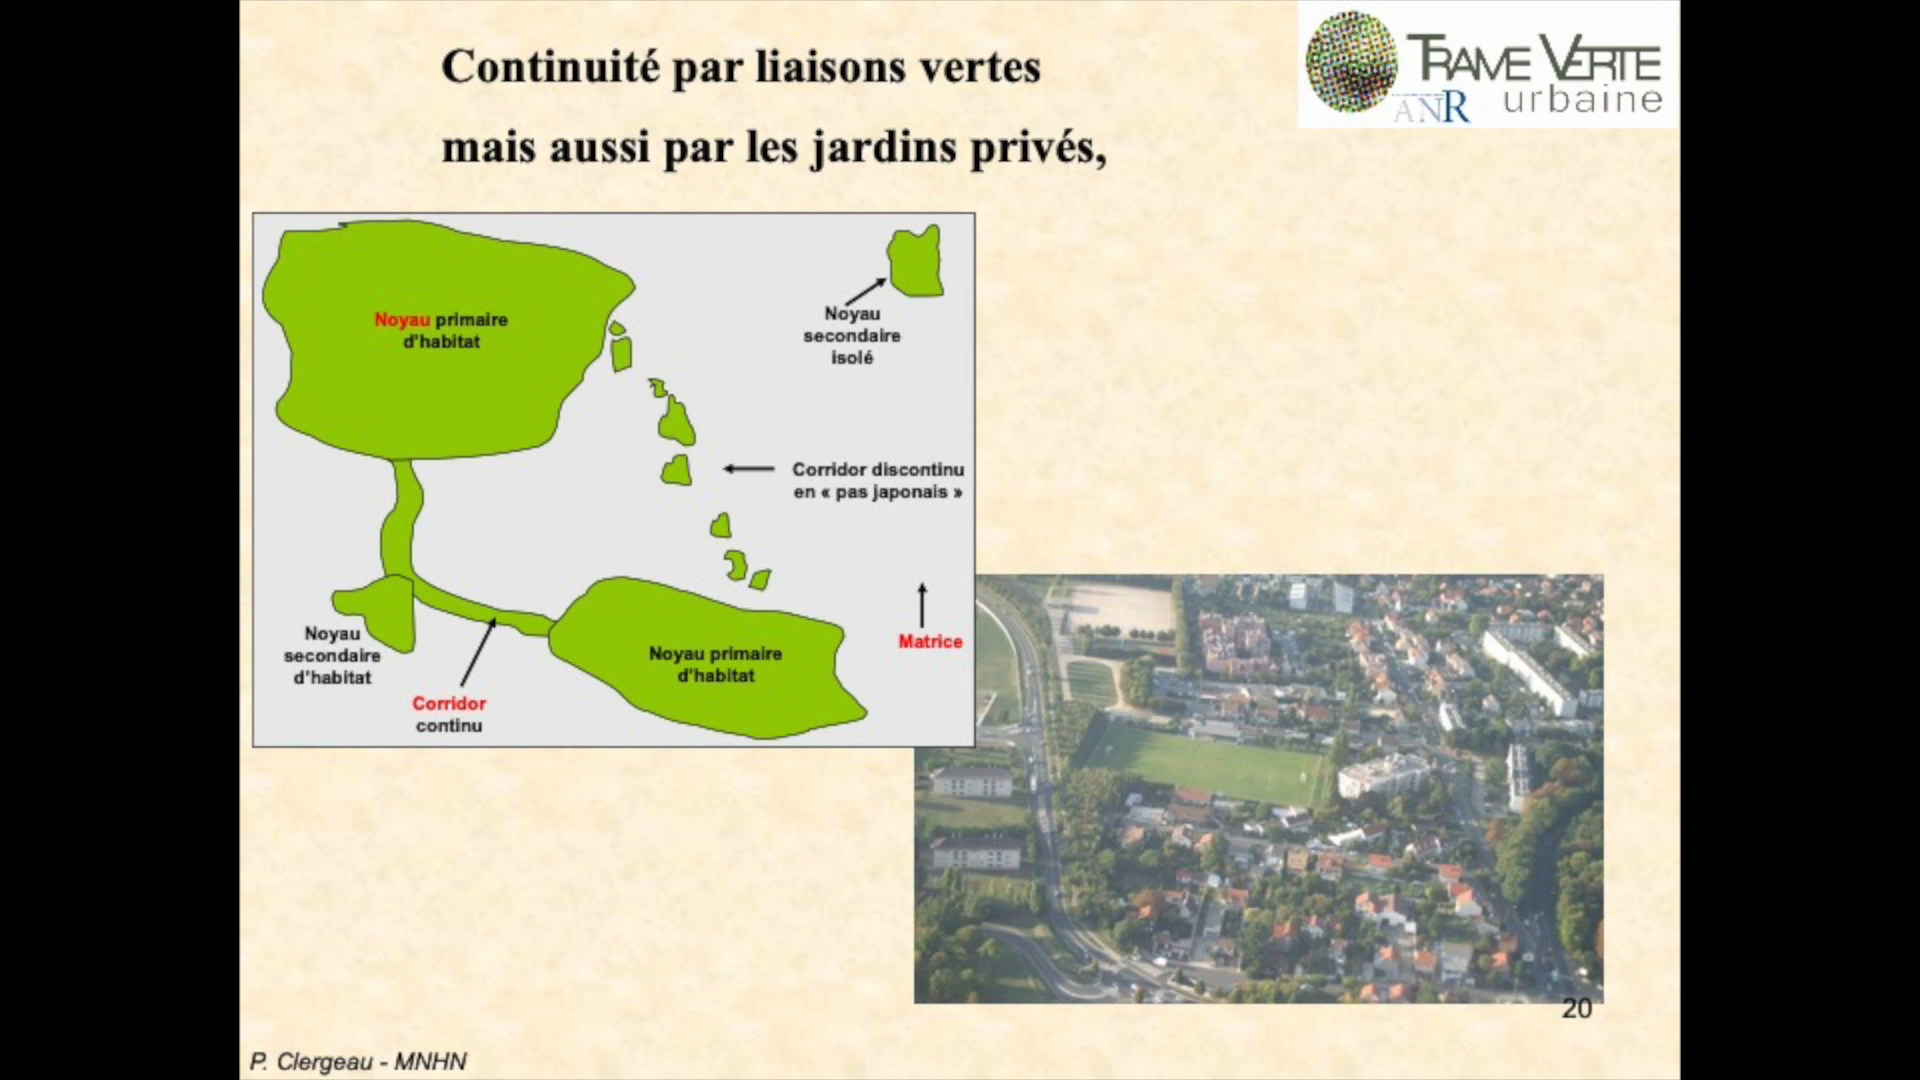 Continuité par liaisons vertes
mais aussi par les jardins privés,
TRAME VERTE
ANR urbaine
Noyau primaire
d'habitat
Noyau
secondaire
isolé
Corridor discontinu
en « pas japonais »
Matrice
Noyau
secondaire
d'habitat
Noyau primaire
d'habitat
Corridor
continu
20
P. Clergeau - MNHN